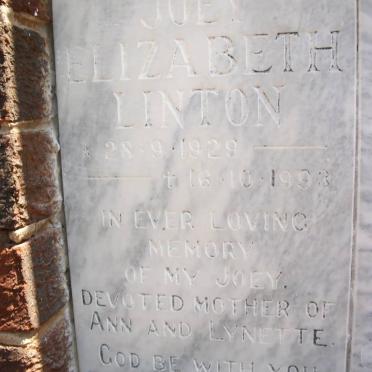 JOEY
ELIZABETH
LINTON
* 28·9·1929 —
— † 16·10·1993
IN EVER LOVING
MEMORY
OF MY JOEY.
DEVOTED MOTHER OF
ANN AND LYNETTE.
GOD BE WITH YOU